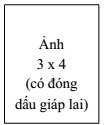 Ảnh
3 x 4
(có đóng
dấu giáp lai)